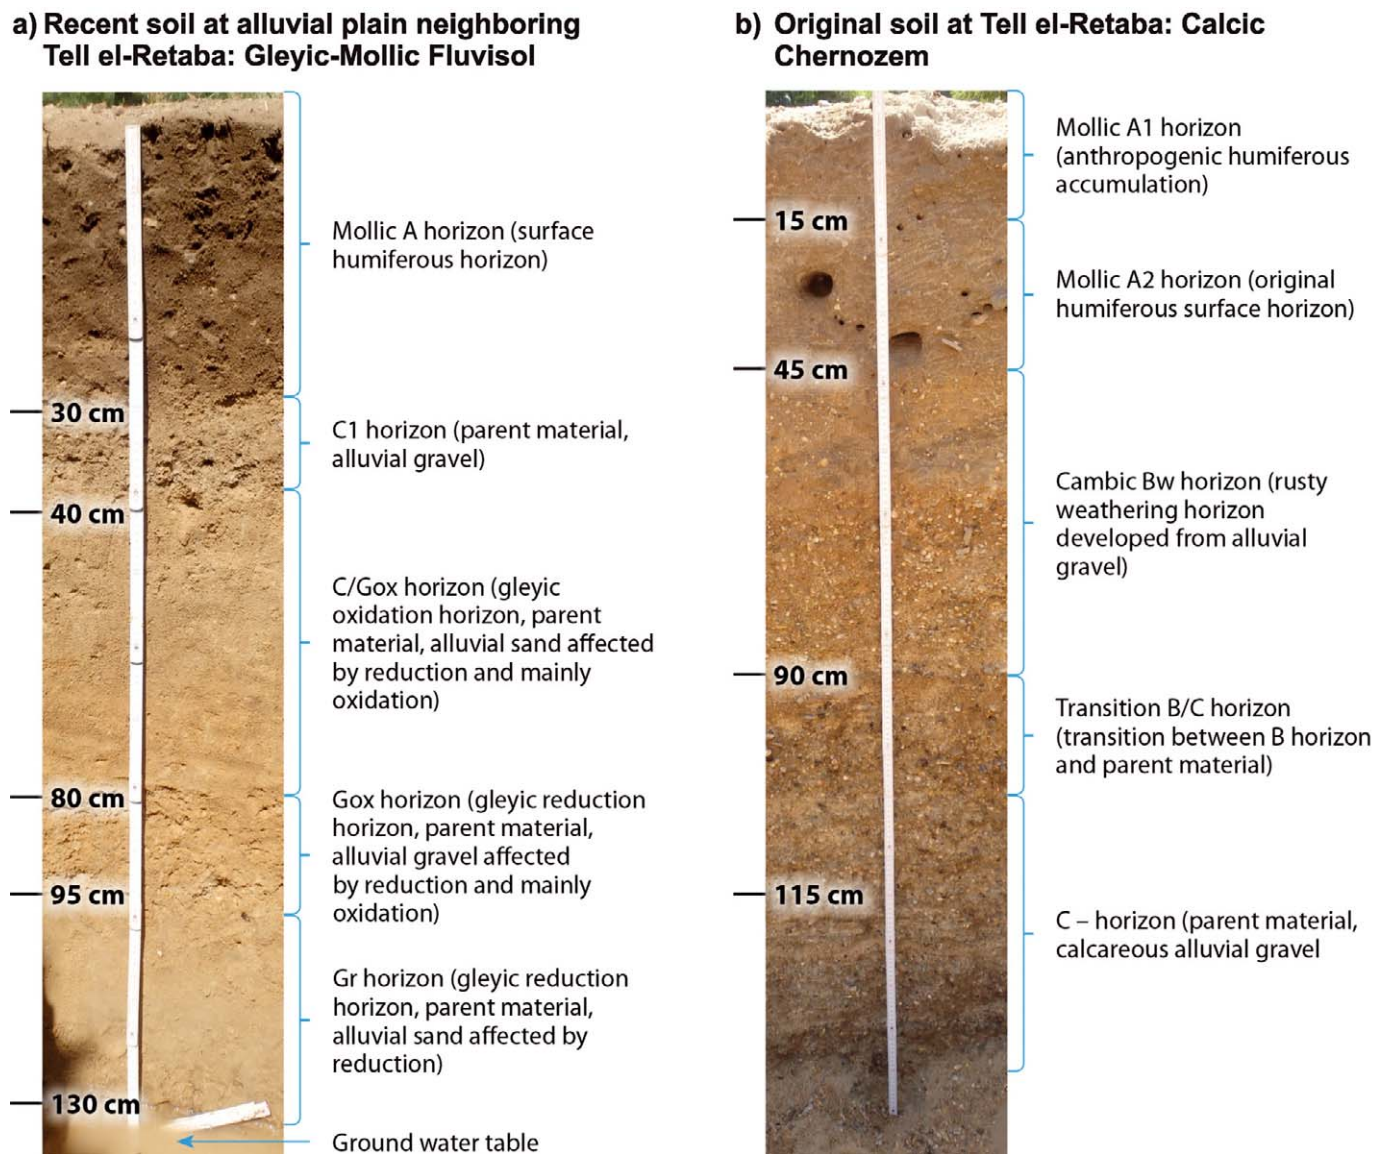 a) Recent soil at alluvial plain neighboring
Tell el-Retaba: Gleyic-Mollic Fluvisol
Mollic A horizon (surface
humiferous horizon)
30 cm
C1 horizon (parent material,
alluvial gravel)
40 cm
C/Gox horizon (gleyic
oxidation horizon, parent
material, alluvial sand affected
by reduction and mainly
oxidation)
80 cm
Gox horizon (gleyic reduction
horizon, parent material,
alluvial gravel affected
by reduction and mainly
oxidation)
95 cm
Gr horizon (gleyic reduction
horizon, parent material,
alluvial sand affected by
reduction)
130 cm
Ground water table
b) Original soil at Tell el-Retaba: Calcic
Chernozem
Mollic A1 horizon
(anthropogenic humiferous
accumulation)
15 cm
Mollic A2 horizon (original
humiferous surface horizon)
45 cm
Cambic Bw horizon (rusty
weathering horizon
developed from alluvial
gravel)
90 cm
Transition B/C horizon
(transition between B horizon
and parent material)
115 cm
C – horizon (parent material,
calcareous alluvial gravel